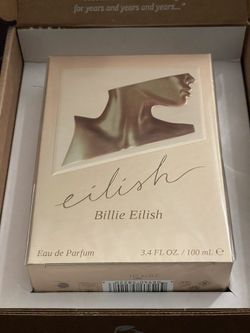 for years and years and years..."
eilish
Billie Eilish
Eau de Parfum
3.4 FL OZ. / 100 mL ℮